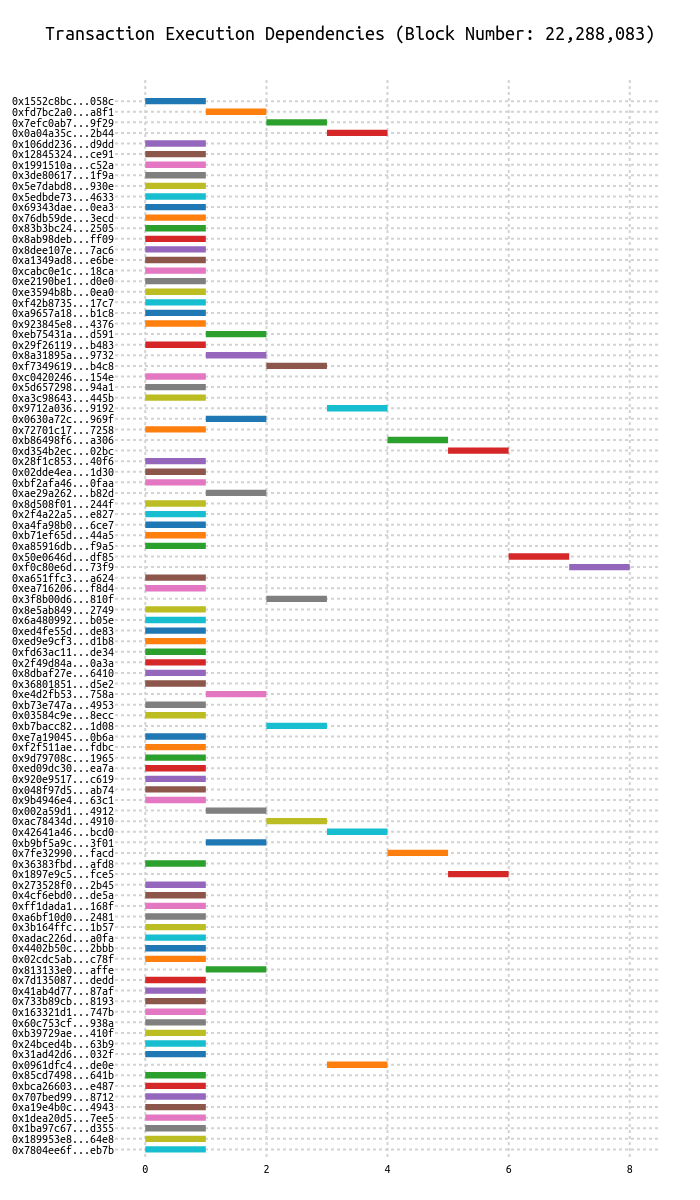 Transaction Execution Dependencies (Block Number: 22,288,083)
0x1552c8bc...058c
0xfd7bc2a0...a8f1
0x7efc0ab7...9f29
0x0a04a35c...2b44
0x106dd236...d9dd
0x12845324...ce91
0x1991510a...c52a
0x3de80617...1f9a
0x5e7dabd8...930e
0x5edbde73...4633
0x69343dae...0ea3
0x76db59de...3ecd
0x83b3bc24...2505
0x8ab98deb...ff09
0x8dee107e...7ac6
0xa1349ad8...e6be
0xcabc0e1c...18ca
0xe2190be1...d0e0
0xe3594b8b...0ea0
0xf42b8735...17c7
0xa9657a18...b1c8
0x923845e8...4376
0xeb75431a...d591
0x29f26119...b483
0x8a31895a...9732
0xf7349619...b4c8
0xc0420246...154e
0x5d657298...94a1
0xa3c98643...445b
0x9712a036...9192
0x0630a72c...969f
0x72701c17...7258
0xb86498f6...a306
0xd354b2ec...02bc
0x28f1c853...40f6
0x02dde4ea...1d30
0xbf2afa46...0faa
0xae29a262...b82d
0x8d508f01...244f
0x2f4a22a5...e827
0xa4fa98b0...6ce7
0xb71ef65d...44a5
0xa85916db...f9a5
0x50e0646d...df85
0xf0c80e6d...73f9
0xa651ffc3...a624
0xea716206...f8d4
0x3f8b00d6...810f
0x8e5ab849...2749
0x6a480992...b05e
0xed4fe55d...de83
0xed9e9cf3...d1b8
0xfd63ac11...de34
0x2f49d84a...0a3a
0x8dbaf27e...6410
0x36801851...d5e2
0xe4d2fb53...758a
0xb73e747a...4953
0x03584c9e...8ecc
0xb7bacc82...1d08
0xe7a19045...0b6a
0xf2f511ae...fdbc
0x9d79708c...1965
0xed09dc30...ea7a
0x920e9517...c619
0x048f97d5...ab74
0x9b4946e4...63c1
0x002a59d1...4912
0xac78434d...4910
0x42641a46...bcd0
0xb9bf5a9c...3f01
0x7fe32990...facd
0x36383fbd...afd8
0x1897e9c5...fce5
0x273528f0...2b45
0x4cf6ebd0...de5a
0xff1dada1...168f
0xa6bf10d0...2481
0x3b164ffc...1b57
0xadac226d...a0fa
0x4402b50c...2bbb
0x02cdc5ab...c78f
0x813133e0...affe
0x7d135087...dedd
0x41ab4d77...87af
0x733b89cb...8193
0x163321d1...747b
0x60c753cf...938a
0xb39729ae...410f
0x24bced4b...63b9
0x31ad42d6...032f
0x0961dfc4...de0e
0x85cd7498...641b
0xbca26603...e487
0x707bed99...8712
0xa19e4b0c...4943
0x1dea20d5...7ee5
0x1ba97c67...d355
0x189953e8...64e8
0x7804ee6f...eb7b
0 2 4 6 8